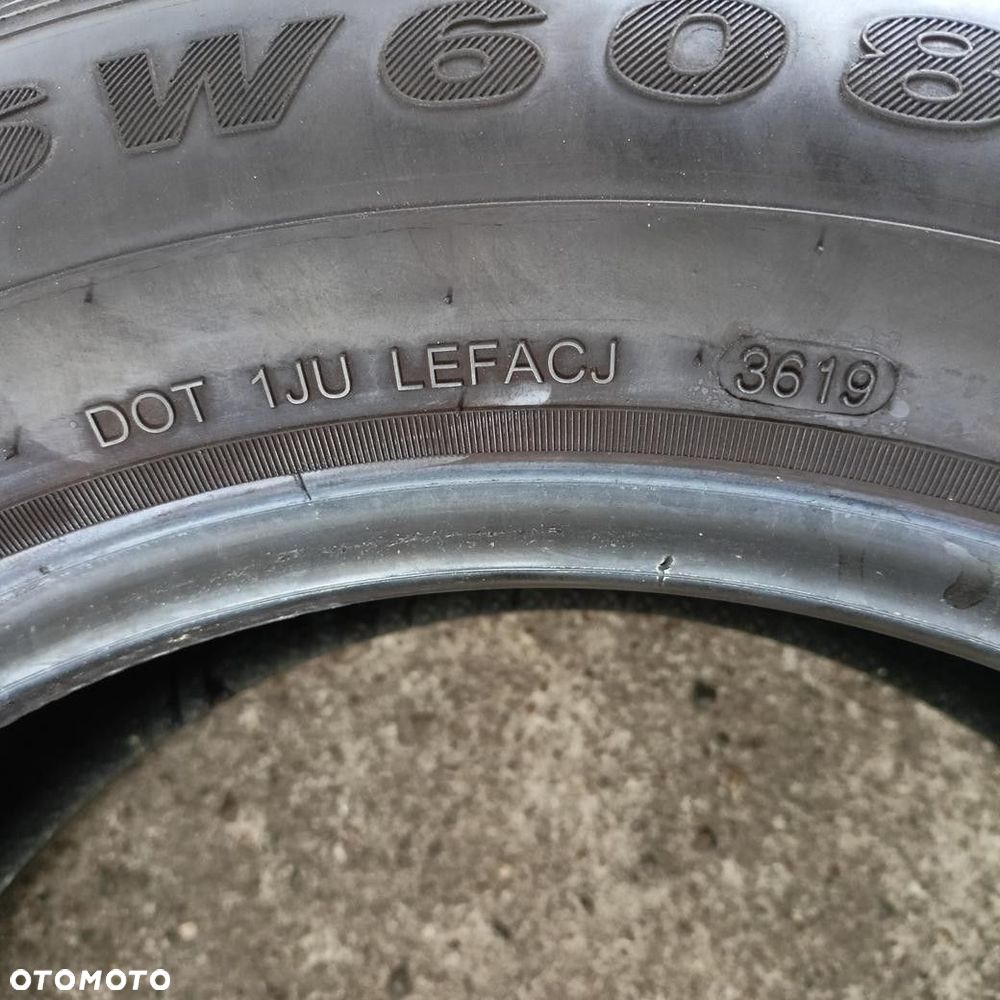 SW608
DOT 1JU LEFACJ 3619
OTOMOTO